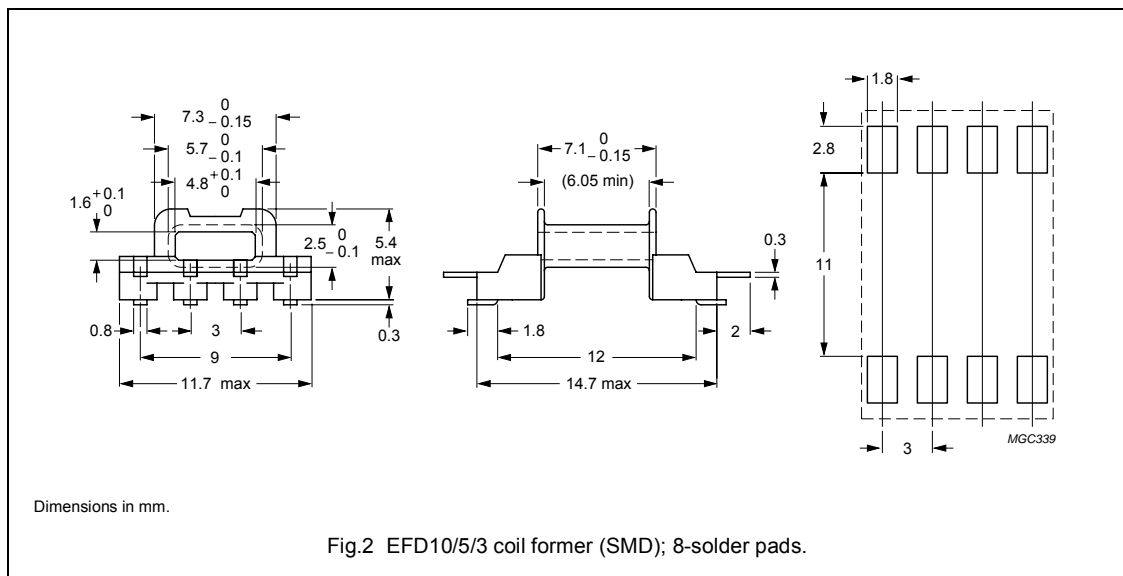 7.3 0 − 0.15
5.7 0 − 0.1
4.8 +0.1 0
1.6 +0.1 0
2.5 0 − 0.1
5.4 max
0.8
3
0.3
9
11.7 max
7.1 0 − 0.15
(6.05 min)
0.3
1.8
2
12
14.7 max
1.8
2.8
11
3
MGC339
Dimensions in mm.
Fig.2 EFD10/5/3 coil former (SMD); 8-solder pads.